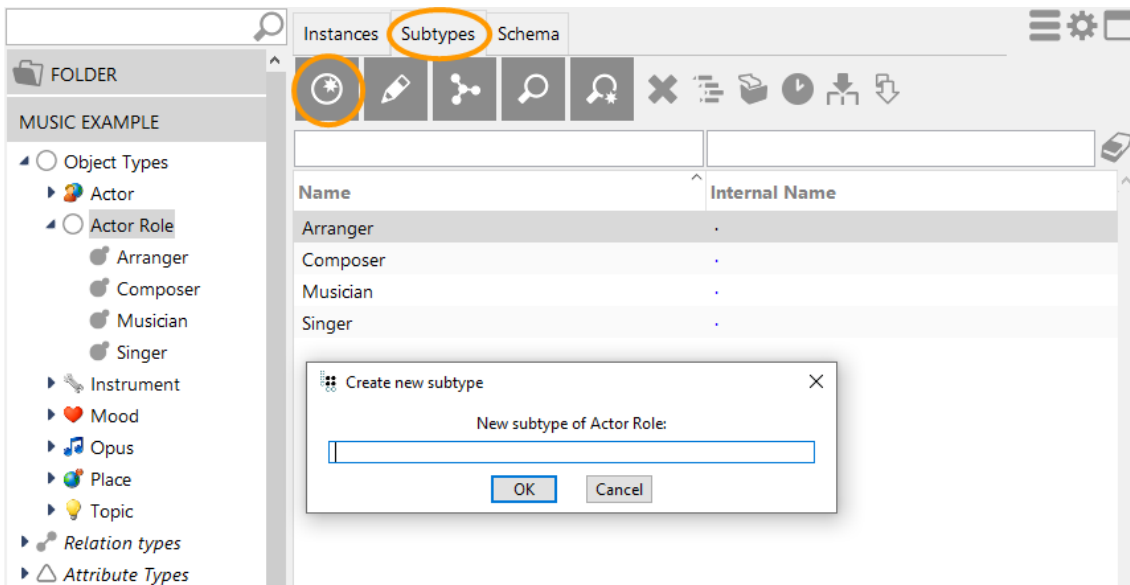 FOLDER
MUSIC EXAMPLE
Object Types
Actor
Actor Role
Arranger
Composer
Musician
Singer
Instrument
Mood
Opus
Place
Topic
Relation types
Attribute Types
Instances Subtypes Schema
Name Internal Name
Arranger
Composer
Musician
Singer
Create new subtype
New subtype of Actor Role:
OK Cancel